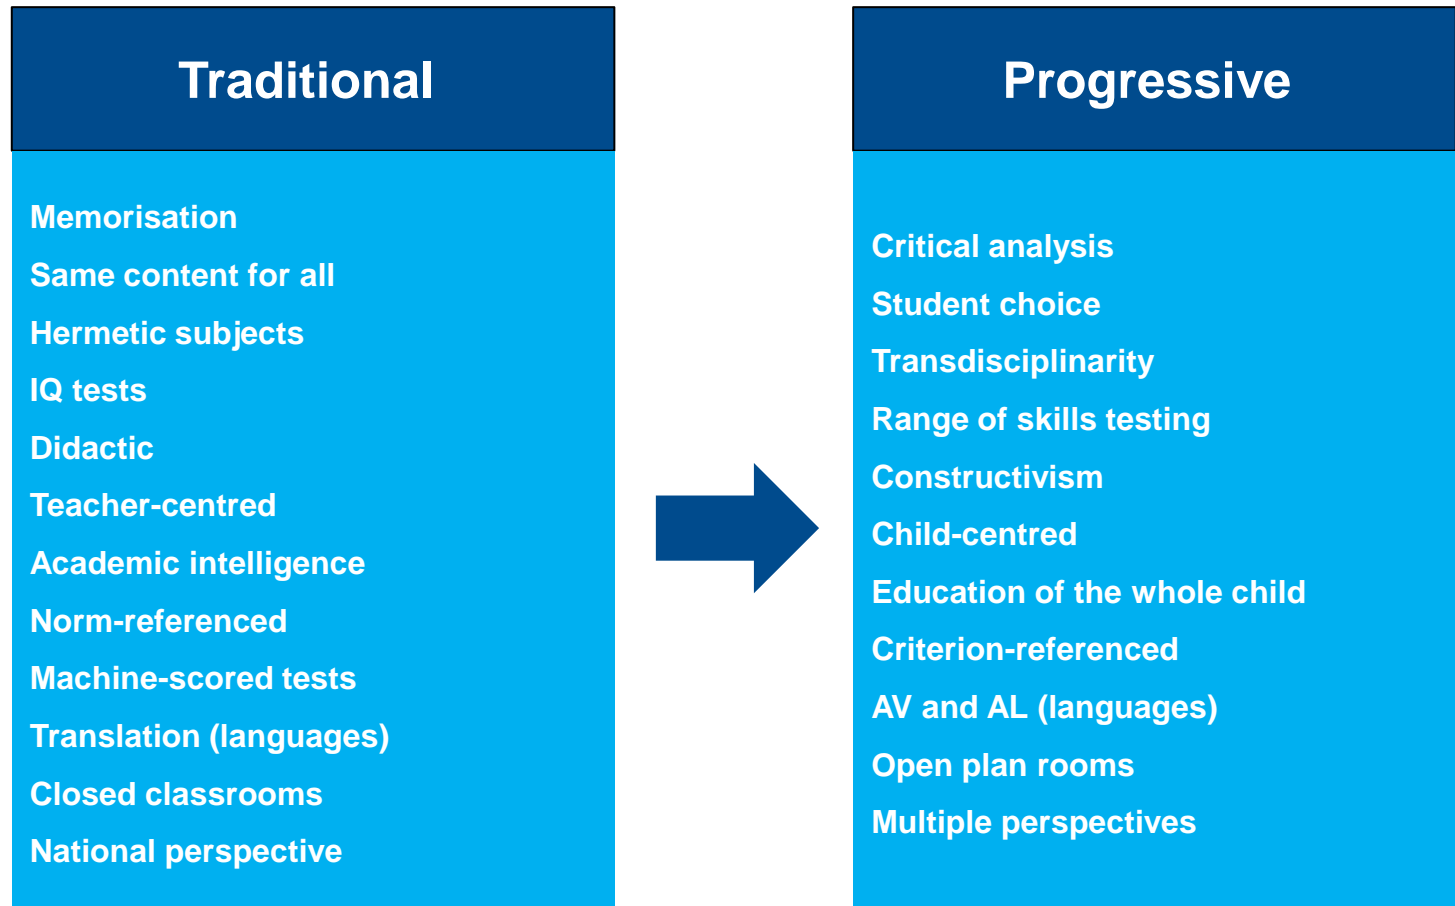 Traditional
Memorisation
Same content for all
Hermetic subjects
IQ tests
Didactic
Teacher-centred
Academic intelligence
Norm-referenced
Machine-scored tests
Translation (languages)
Closed classrooms
National perspective
Progressive
Critical analysis
Student choice
Transdisciplinarity
Range of skills testing
Constructivism
Child-centred
Education of the whole child
Criterion-referenced
AV and AL (languages)
Open plan rooms
Multiple perspectives